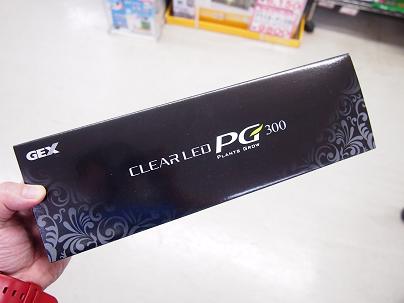 GEX
CLEAR LED PG 300
PLANTS GROW